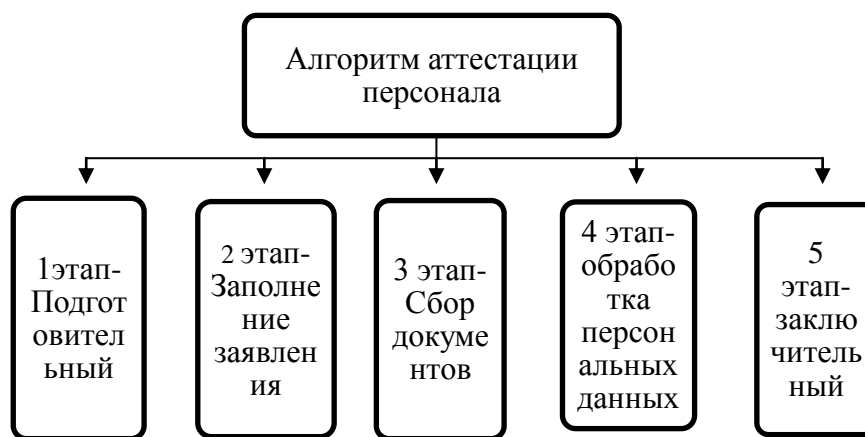 Алгоритм аттестации
персонала
1этап-
Подгот
овител
ьный
2 этап-
Заполне
ние
заявлен
ия
3 этап-
Сбор
докуме
нтов
4 этап-
обрабо
тка
персон
альных
данных
5
этап-
заклю
читель
ный